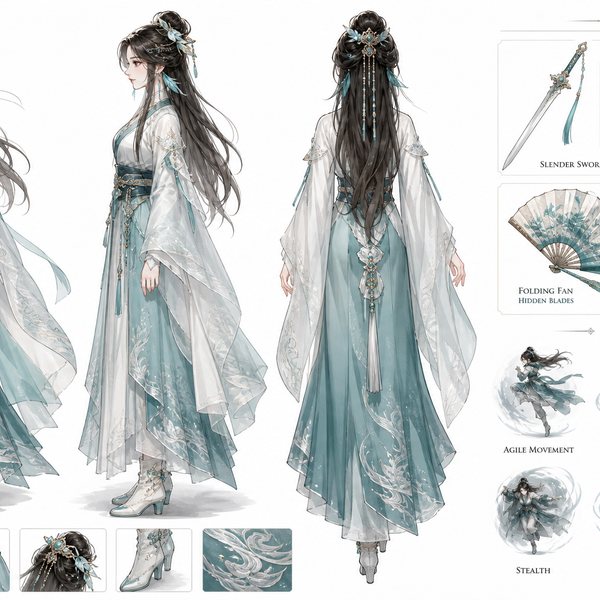 SLENDER SWOR
FOLDING FAN
HIDDEN BLADES
AGILE MOVEMENT
STEALTH